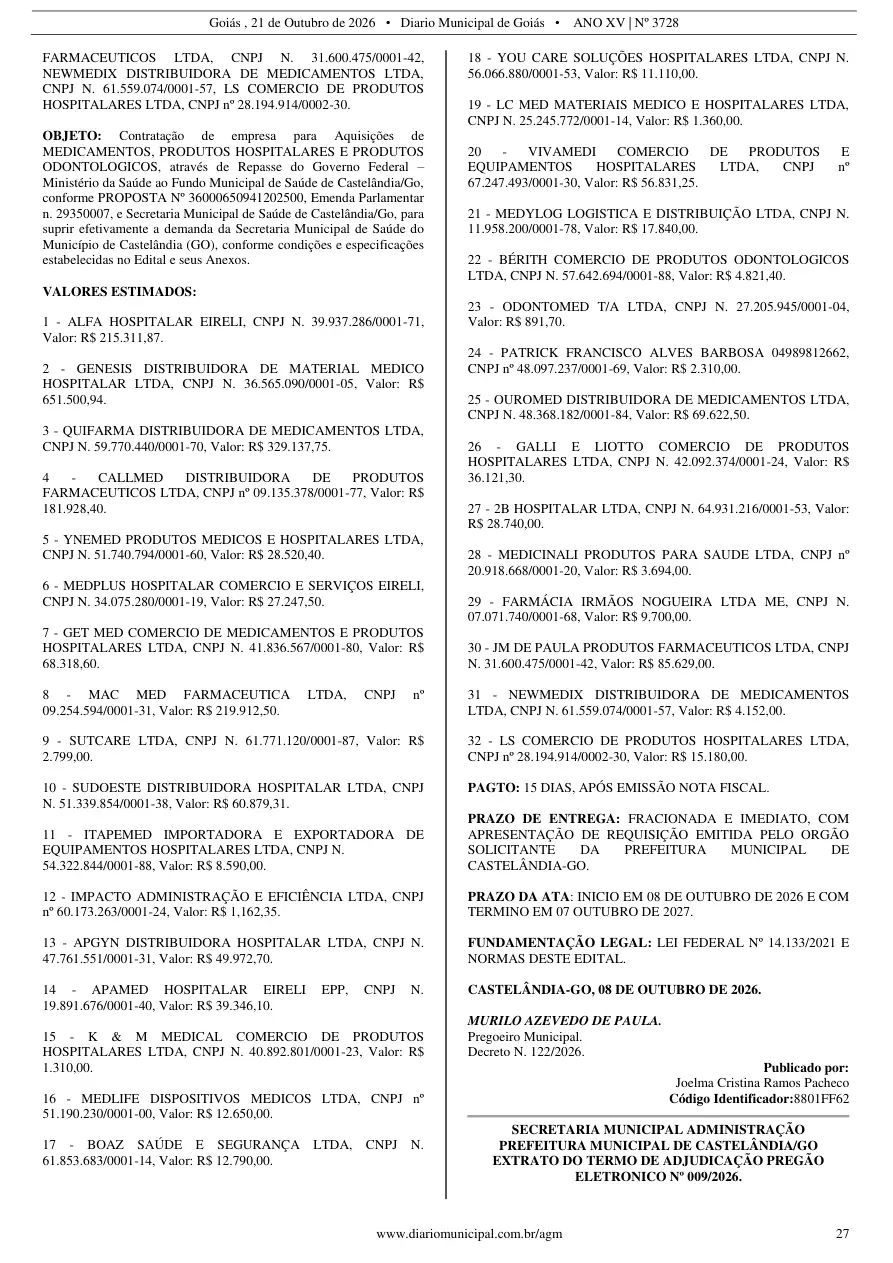 Goiás , 21 de Outubro de 2026 • Diario Municipal de Goiás • ANO XV | Nº 3728
FARMACEUTICOS LTDA, CNPJ N. 31.600.475/0001-42,
NEWMEDIX DISTRIBUIDORA DE MEDICAMENTOS LTDA,
CNPJ N. 61.559.074/0001-57, LS COMERCIO DE PRODUTOS
HOSPITALARES LTDA, CNPJ nº 28.194.914/0002-30.
OBJETO: Contratação de empresa para Aquisições de
MEDICAMENTOS, PRODUTOS HOSPITALARES E PRODUTOS
ODONTOLOGICOS, através de Repasse do Governo Federal –
Ministério da Saúde ao Fundo Municipal de Saúde de Castelândia/Go,
conforme PROPOSTA Nº 36000650941202500, Emenda Parlamentar
n. 29350007, e Secretaria Municipal de Saúde de Castelândia/Go, para
suprir efetivamente a demanda da Secretaria Municipal de Saúde do
Município de Castelândia (GO), conforme condições e especificações
estabelecidas no Edital e seus Anexos.
VALORES ESTIMADOS:
1 - ALFA HOSPITALAR EIRELI, CNPJ N. 39.937.286/0001-71,
Valor: R$ 215.311,87.
2 - GENESIS DISTRIBUIDORA DE MATERIAL MEDICO
HOSPITALAR LTDA, CNPJ N. 36.565.090/0001-05, Valor: R$
651.500,94.
3 - QUIFARMA DISTRIBUIDORA DE MEDICAMENTOS LTDA,
CNPJ N. 59.770.440/0001-70, Valor: R$ 329.137,75.
4 - CALLMED DISTRIBUIDORA DE PRODUTOS
FARMACEUTICOS LTDA, CNPJ nº 09.135.378/0001-77, Valor: R$
181.928,40.
5 - YNEMED PRODUTOS MEDICOS E HOSPITALARES LTDA,
CNPJ N. 51.740.794/0001-60, Valor: R$ 28.520,40.
6 - MEDPLUS HOSPITALAR COMERCIO E SERVIÇOS EIRELI,
CNPJ N. 34.075.280/0001-19, Valor: R$ 27.247,50.
7 - GET MED COMERCIO DE MEDICAMENTOS E PRODUTOS
HOSPITALARES LTDA, CNPJ N. 41.836.567/0001-80, Valor: R$
68.318,60.
8 - MAC MED FARMACEUTICA LTDA, CNPJ nº
09.254.594/0001-31, Valor: R$ 219.912,50.
9 - SUTCARE LTDA, CNPJ N. 61.771.120/0001-87, Valor: R$
2.799,00.
10 - SUDOESTE DISTRIBUIDORA HOSPITALAR LTDA, CNPJ
N. 51.339.854/0001-38, Valor: R$ 60.879,31.
11 - ITAPEMED IMPORTADORA E EXPORTADORA DE
EQUIPAMENTOS HOSPITALARES LTDA, CNPJ N.
54.322.844/0001-88, Valor: R$ 8.590,00.
12 - IMPACTO ADMINISTRAÇÃO E EFICIÊNCIA LTDA, CNPJ
nº 60.173.263/0001-24, Valor: R$ 1,162,35.
13 - APGYN DISTRIBUIDORA HOSPITALAR LTDA, CNPJ N.
47.761.551/0001-31, Valor: R$ 49.972,70.
14 - APAMED HOSPITALAR EIRELI EPP, CNPJ N.
19.891.676/0001-40, Valor: R$ 39.346,10.
15 - K & M MEDICAL COMERCIO DE PRODUTOS
HOSPITALARES LTDA, CNPJ N. 40.892.801/0001-23, Valor: R$
1.310,00.
16 - MEDLIFE DISPOSITIVOS MEDICOS LTDA, CNPJ nº
51.190.230/0001-00, Valor: R$ 12.650,00.
17 - BOAZ SAÚDE E SEGURANÇA LTDA, CNPJ N.
61.853.683/0001-14, Valor: R$ 12.790,00.
18 - YOU CARE SOLUÇÕES HOSPITALARES LTDA, CNPJ N.
56.066.880/0001-53, Valor: R$ 11.110,00.
19 - LC MED MATERIAIS MEDICO E HOSPITALARES LTDA,
CNPJ N. 25.245.772/0001-14, Valor: R$ 1.360,00.
20 - VIVAMEDI COMERCIO DE PRODUTOS E
EQUIPAMENTOS HOSPITALARES LTDA, CNPJ nº
67.247.493/0001-30, Valor: R$ 56.831,25.
21 - MEDYLOG LOGISTICA E DISTRIBUIÇÃO LTDA, CNPJ N.
11.958.200/0001-78, Valor: R$ 17.840,00.
22 - BÉRITH COMERCIO DE PRODUTOS ODONTOLOGICOS
LTDA, CNPJ N. 57.642.694/0001-88, Valor: R$ 4.821,40.
23 - ODONTOMED T/A LTDA, CNPJ N. 27.205.945/0001-04,
Valor: R$ 891,70.
24 - PATRICK FRANCISCO ALVES BARBOSA 04989812662,
CNPJ nº 48.097.237/0001-69, Valor: R$ 2.310,00.
25 - OUROMED DISTRIBUIDORA DE MEDICAMENTOS LTDA,
CNPJ N. 48.368.182/0001-84, Valor: R$ 69.622,50.
26 - GALLI E LIOTTO COMERCIO DE PRODUTOS
HOSPITALARES LTDA, CNPJ N. 42.092.374/0001-24, Valor: R$
36.121,30.
27 - 2B HOSPITALAR LTDA, CNPJ N. 64.931.216/0001-53, Valor:
R$ 28.740,00.
28 - MEDICINALI PRODUTOS PARA SAUDE LTDA, CNPJ nº
20.918.668/0001-20, Valor: R$ 3.694,00.
29 - FARMÁCIA IRMÃOS NOGUEIRA LTDA ME, CNPJ N.
07.071.740/0001-68, Valor: R$ 9.700,00.
30 - JM DE PAULA PRODUTOS FARMACEUTICOS LTDA, CNPJ
N. 31.600.475/0001-42, Valor: R$ 85.629,00.
31 - NEWMEDIX DISTRIBUIDORA DE MEDICAMENTOS
LTDA, CNPJ N. 61.559.074/0001-57, Valor: R$ 4.152,00.
32 - LS COMERCIO DE PRODUTOS HOSPITALARES LTDA,
CNPJ nº 28.194.914/0002-30, Valor: R$ 15.180,00.
PAGTO: 15 DIAS, APÓS EMISSÃO NOTA FISCAL.
PRAZO DE ENTREGA: FRACIONADA E IMEDIATO, COM
APRESENTAÇÃO DE REQUISIÇÃO EMITIDA PELO ORGÃO
SOLICITANTE DA PREFEITURA MUNICIPAL DE
CASTELÂNDIA-GO.
PRAZO DA ATA: INICIO EM 08 DE OUTUBRO DE 2026 E COM
TERMINO EM 07 OUTUBRO DE 2027.
FUNDAMENTAÇÃO LEGAL: LEI FEDERAL Nº 14.133/2021 E
NORMAS DESTE EDITAL.
CASTELÂNDIA-GO, 08 DE OUTUBRO DE 2026.
MURILO AZEVEDO DE PAULA.
Pregoeiro Municipal.
Decreto N. 122/2026.
Publicado por:
Joelma Cristina Ramos Pacheco
Código Identificador:8801FF62
SECRETARIA MUNICIPAL ADMINISTRAÇÃO
PREFEITURA MUNICIPAL DE CASTELÂNDIA/GO
EXTRATO DO TERMO DE ADJUDICAÇÃO PREGÃO
ELETRONICO Nº 009/2026.
www.diariomunicipal.com.br/agm
27